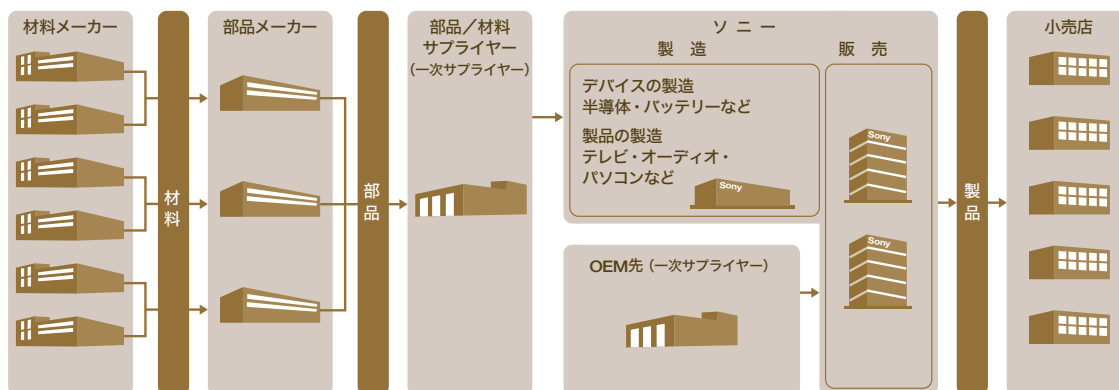 材料メーカー
材料
部品メーカー
部品
部品／材料
サプライヤー
（一次サプライヤー）
ソニー
製造
デバイスの製造
半導体・バッテリーなど
製品の製造
テレビ・オーディオ・
パソコンなど
Sony
販売
Sony
Sony
OEM先（一次サプライヤー）
製品
小売店